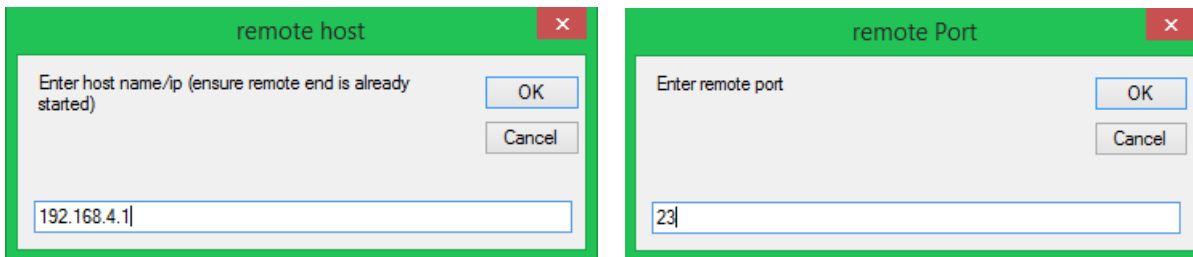 remote host
Enter host name/ip (ensure remote end is already
started)
OK
Cancel
192.168.4.1
remote Port
Enter remote port
OK
Cancel
23